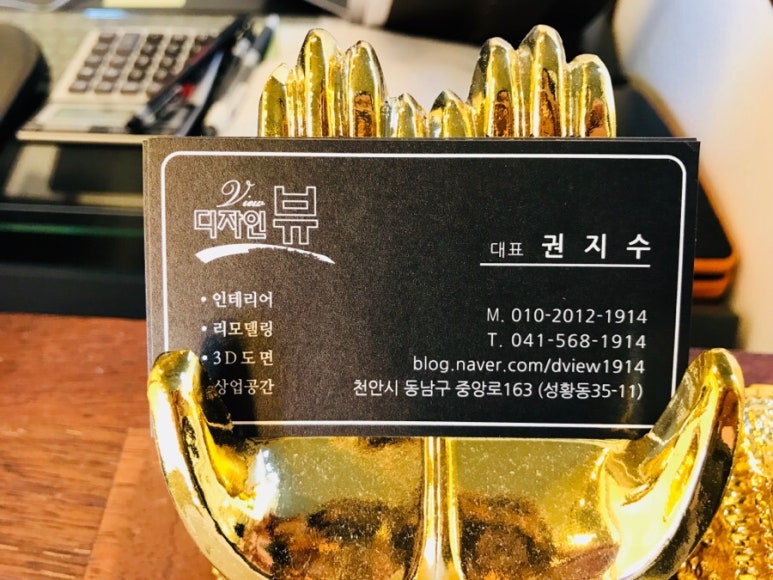 View
디자인 뷰
대표 권지수
• 인테리어
• 리모델링
• 3D도면
상업공간
M. 010-2012-1914
T. 041-568-1914
blog.naver.com/dview1914
천안시 동남구 중앙로163 (성황동35-11)